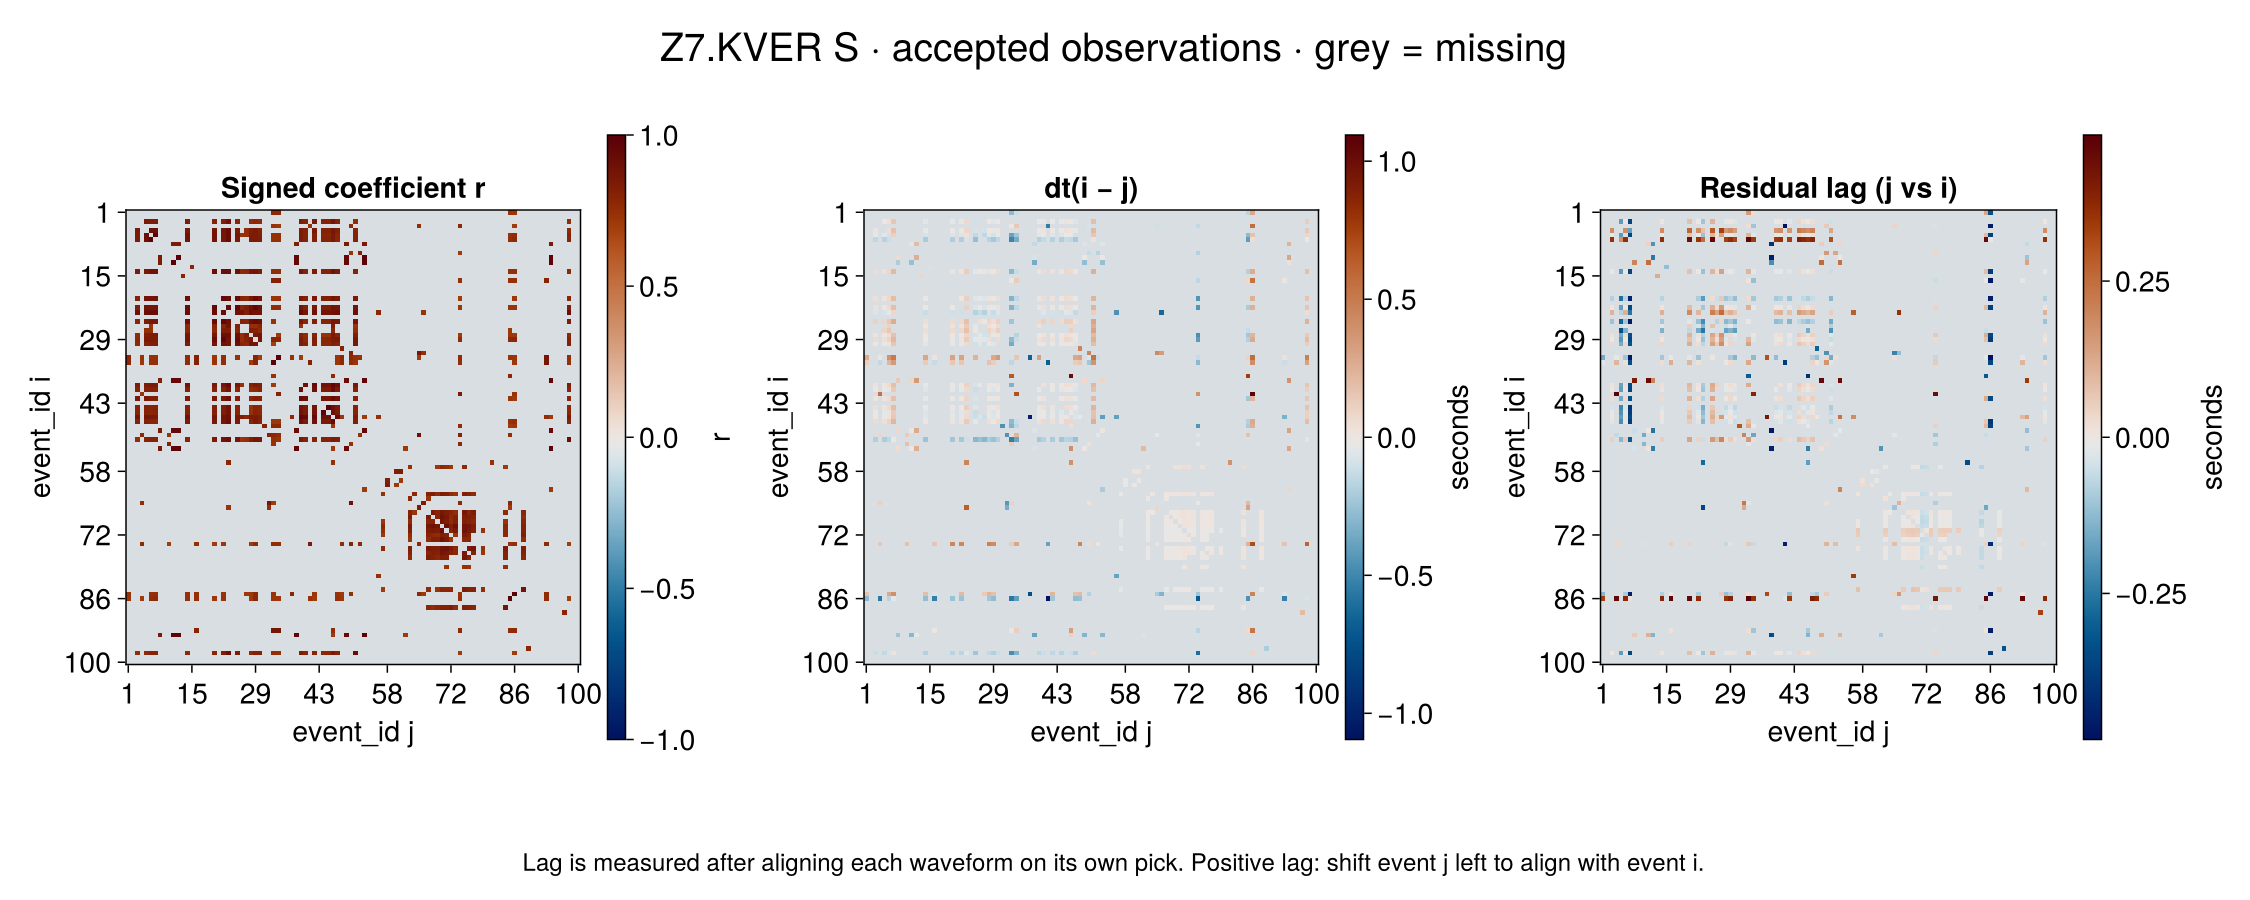 Z7.KVER S · accepted observations · grey = missing
Signed coefficient r
1
15
29
43
58
72
86
100
event_id i
1 15 29 43 58 72 86 100
event_id j
1.0
0.5
0.0
−0.5
−1.0
r
dt(i − j)
1
15
29
43
58
72
86
100
event_id i
1 15 29 43 58 72 86 100
event_id j
1.0
0.5
0.0
−0.5
−1.0
seconds
Residual lag (j vs i)
1
15
29
43
58
72
86
100
event_id i
1 15 29 43 58 72 86 100
event_id j
0.25
0.00
−0.25
seconds
Lag is measured after aligning each waveform on its own pick. Positive lag: shift event j left to align with event i.